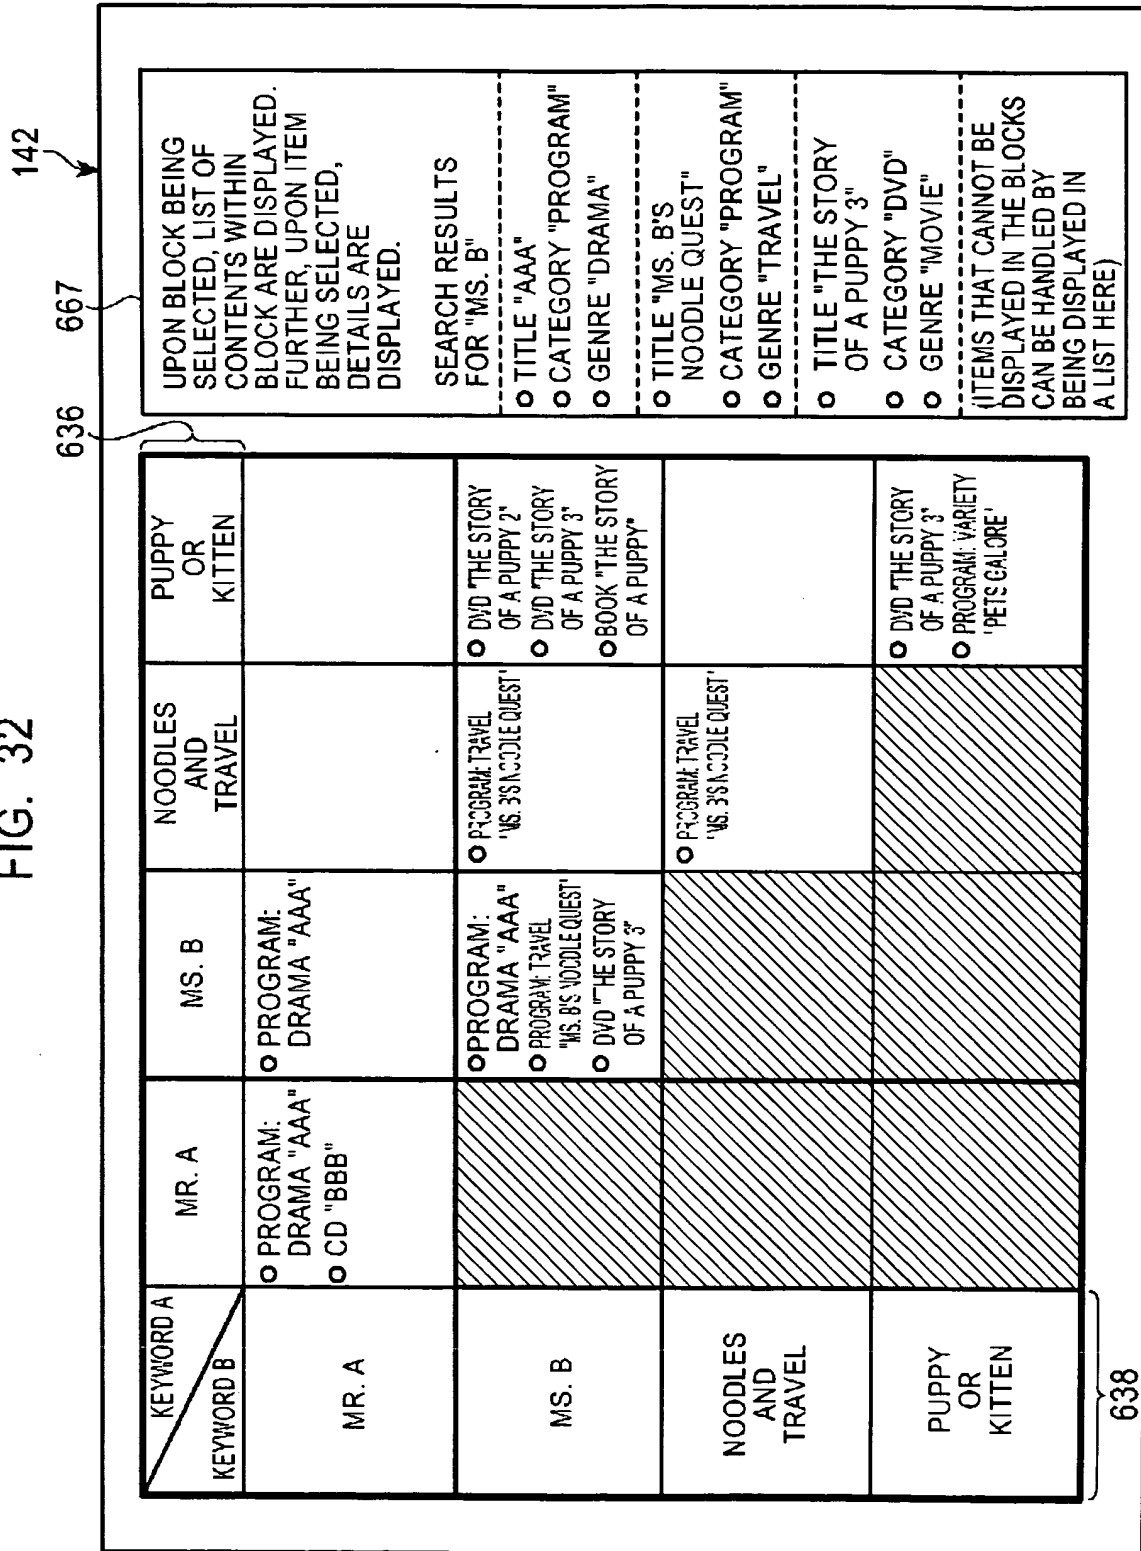 FIG. 32
142
636
667
638
KEYWORD A
KEYWORD B
MR. A
MS. B
NOODLES
AND
TRAVEL
PUPPY
OR
KITTEN
MR. A
PROGRAM:
DRAMA "AAA"
CD "BBB"
PROGRAM:
DRAMA "AAA"
MS. B
PROGRAM:
DRAMA "AAA"
PROGRAM: TRAVEL
"MS. B'S NOODLE QUEST'
DVD "THE STORY
OF A PUPPY 3"
PROGRAM: TRAVEL
'MS. B'S NOODLE QUEST'
DVD "THE STORY
OF A PUPPY 2"
DVD "THE STORY
OF A PUPPY 3"
BOOK "THE STORY
OF A PUPPY"
NOODLES
AND
TRAVEL
PROGRAM: TRAVEL
'MS. B'S NOODLE QUEST'
PUPPY
OR
KITTEN
DVD "THE STORY
OF A PUPPY 3"
PROGRAM: VARIETY
'PETS GALORE'
UPON BLOCK BEING
SELECTED, LIST OF
CONTENTS WITHIN
BLOCK ARE DISPLAYED.
FURTHER, UPON ITEM
BEING SELECTED,
DETAILS ARE
DISPLAYED.
SEARCH RESULTS
FOR "MS. B"
TITLE "AAA"
CATEGORY "PROGRAM"
GENRE "DRAMA"
TITLE "MS. B'S
NOODLE QUEST"
CATEGORY "PROGRAM"
GENRE "TRAVEL"
TITLE "THE STORY
OF A PUPPY 3"
CATEGORY "DVD"
GENRE "MOVIE"
(ITEMS THAT CANNOT BE
DISPLAYED IN THE BLOCKS
CAN BE HANDLED BY
BEING DISPLAYED IN
A LIST HERE)